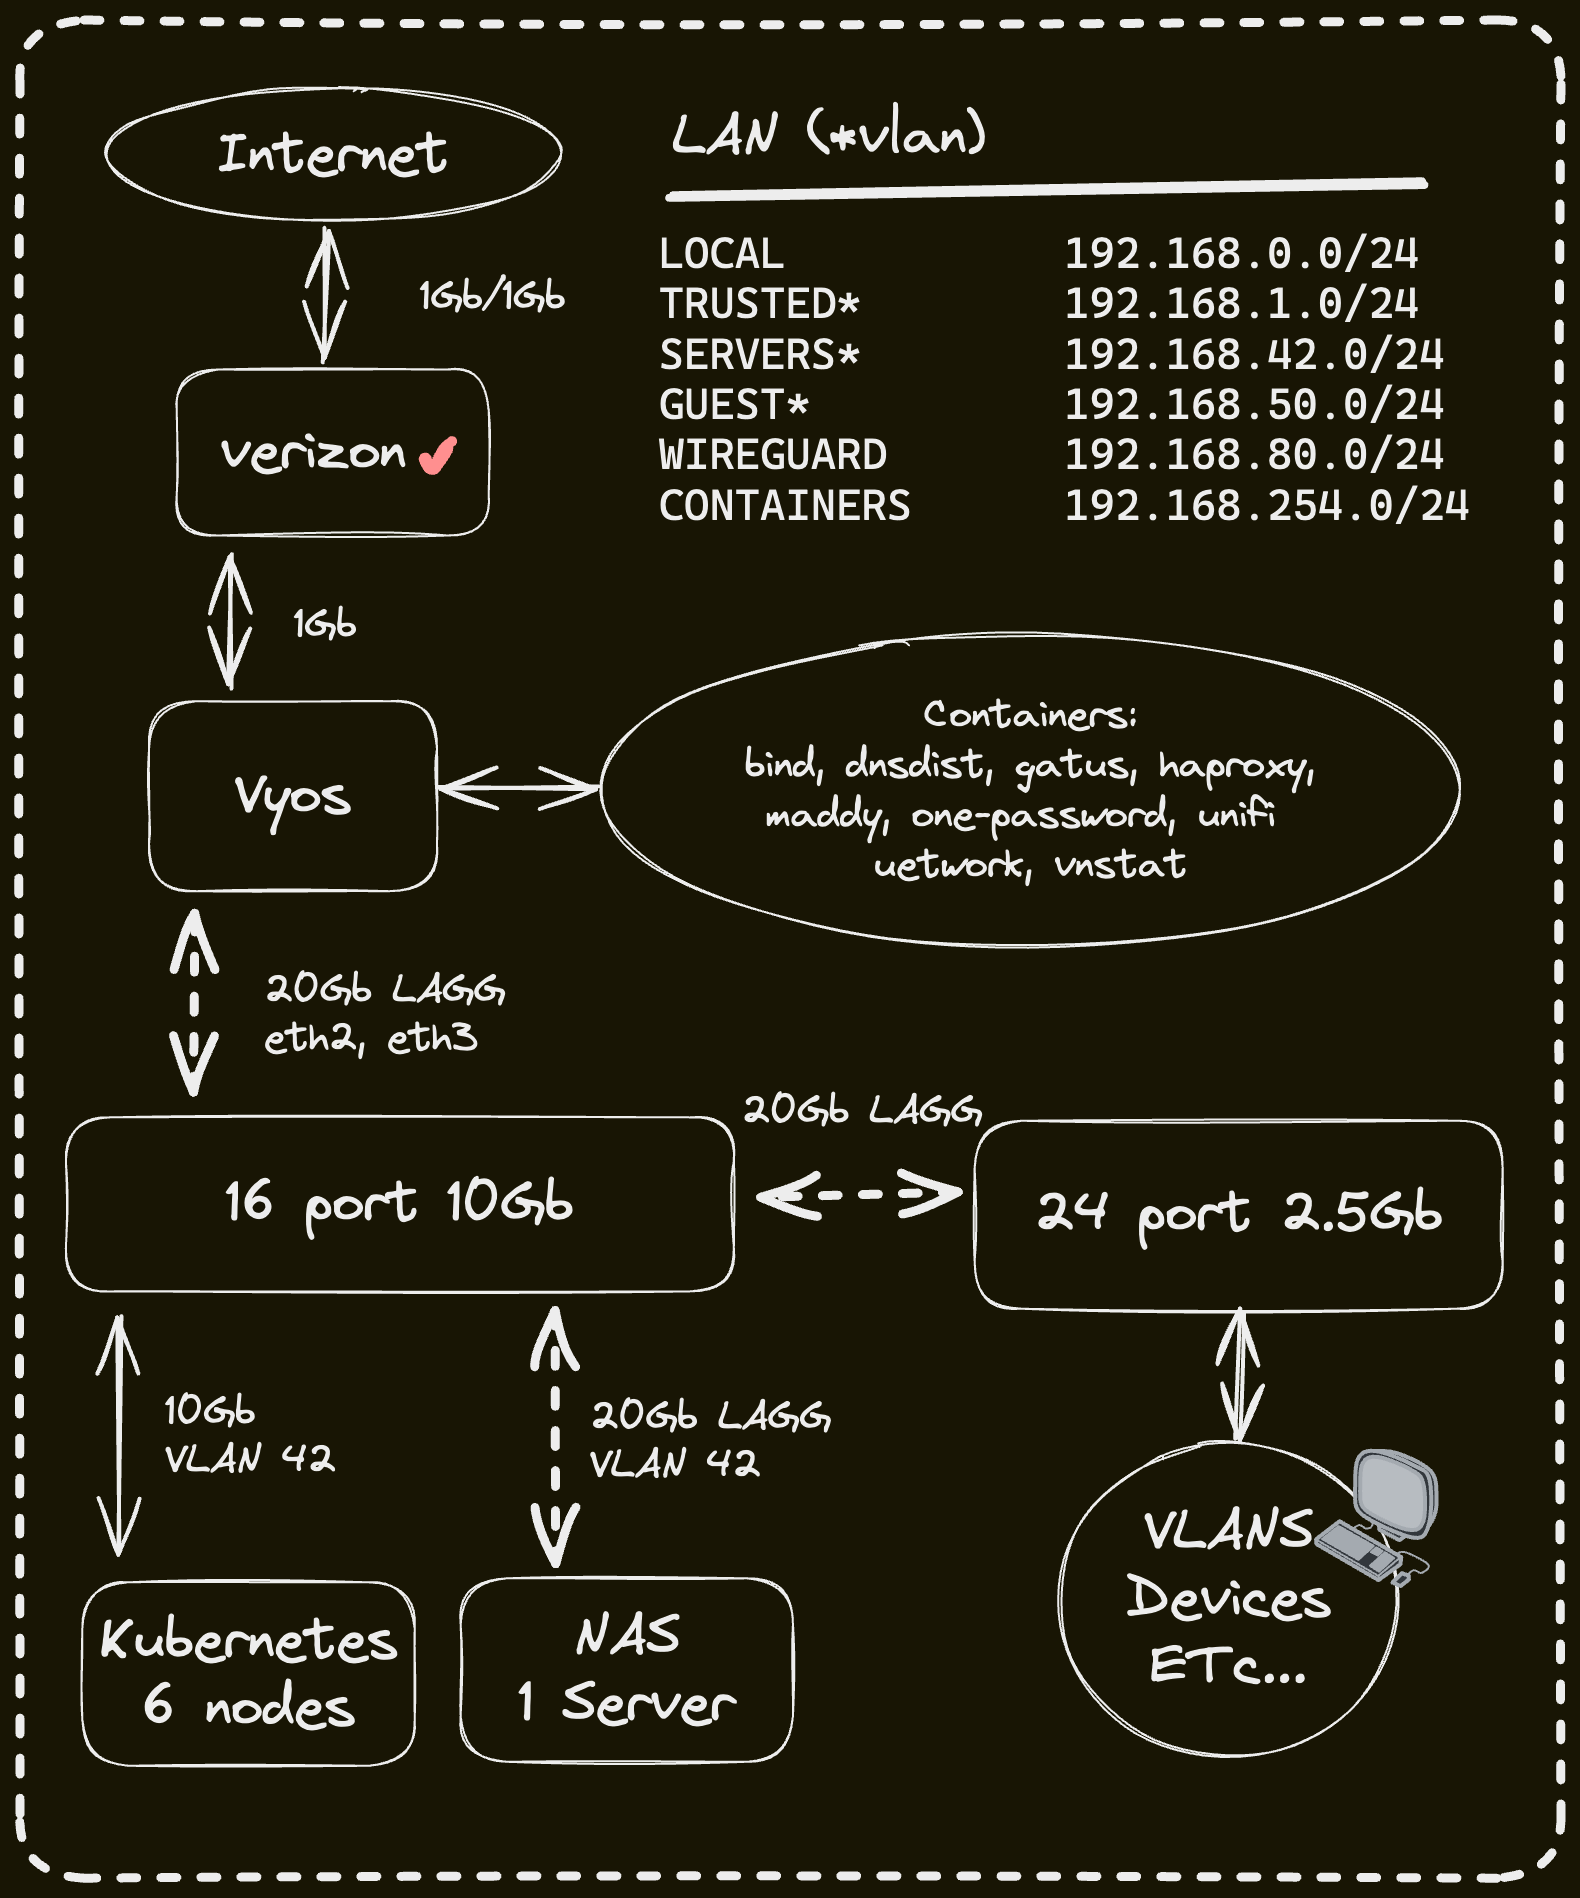 Internet
LAN (*vlan)
LOCAL 192.168.0.0/24
TRUSTED* 192.168.1.0/24
SERVERS* 192.168.42.0/24
GUEST* 192.168.50.0/24
WIREGUARD 192.168.80.0/24
CONTAINERS 192.168.254.0/24
1Gb/1Gb
verizon
1Gb
Vyos
Containers:
bind, dnsdist, gatus, haproxy,
maddy, one-password, unifi
uetwork, vnstat
20Gb LAGG
eth2, eth3
16 port 10Gb
20Gb LAGG
24 port 2.5Gb
10Gb
VLAN 42
20Gb LAGG
VLAN 42
Kubernetes
6 nodes
NAS
1 Server
VLANS
Devices
ETc...